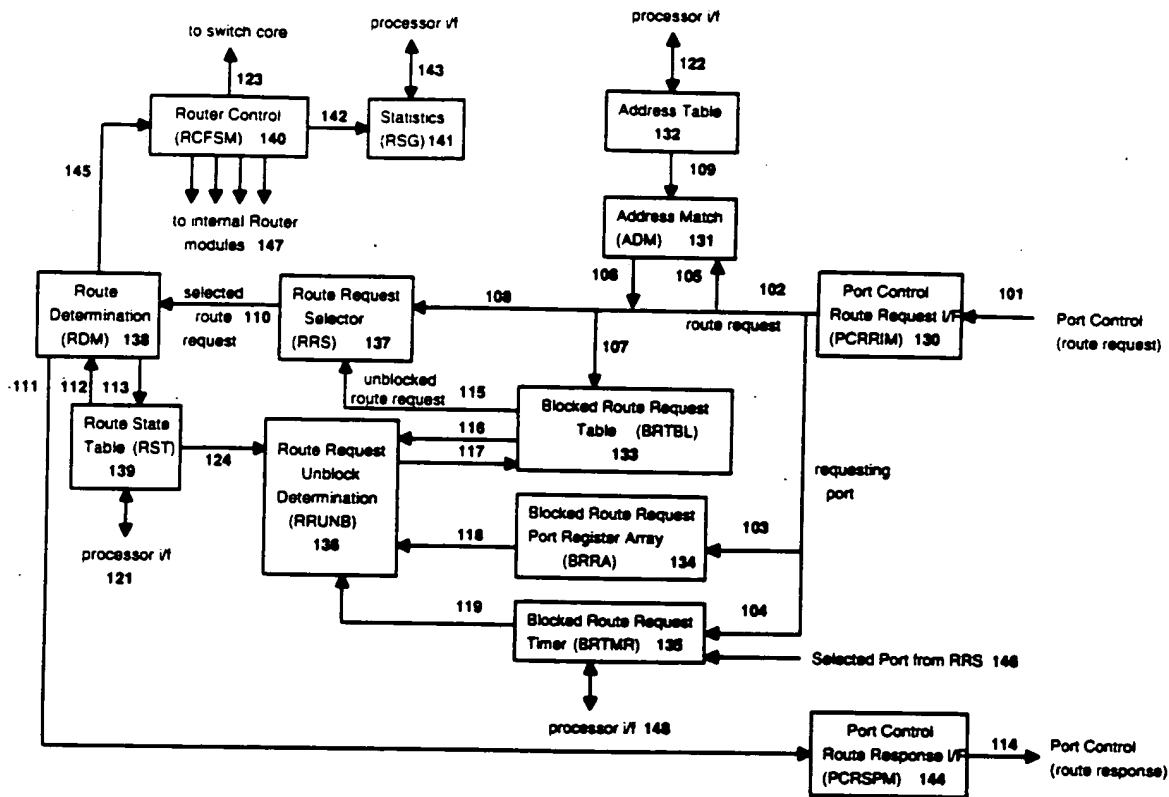 processor i/f
processor i/f
to switch core
143
122
123
Router Control
(RCFSM) 140
142
Statistics
(RSG) 141
Address Table
132
145
109
to internal Router
modules 147
Address Match
(ADM) 131
106
105
Route
Determination
(RDM) 138
selected
route 110
request
Route Request
Selector
(RRS) 137
108
102
route request
Port Control
Route Request I/F
(PCRRIM) 130
101
Port Control
(route request)
107
111
112
113
unblocked
route request
115
Route State
Table (RST)
139
124
Route Request
Unblock
Determination
(RRUNB)
136
116
117
Blocked Route Request
Table (BRTBL)
133
requesting
port
processor i/f
121
118
Blocked Route Request
Port Register Array
(BRRA) 134
103
119
Blocked Route Request
Timer (BRTMR) 135
104
Selected Port from RRS 146
processor i/f 148
Port Control
Route Response I/F
(PCRSPM) 144
114
Port Control
(route response)